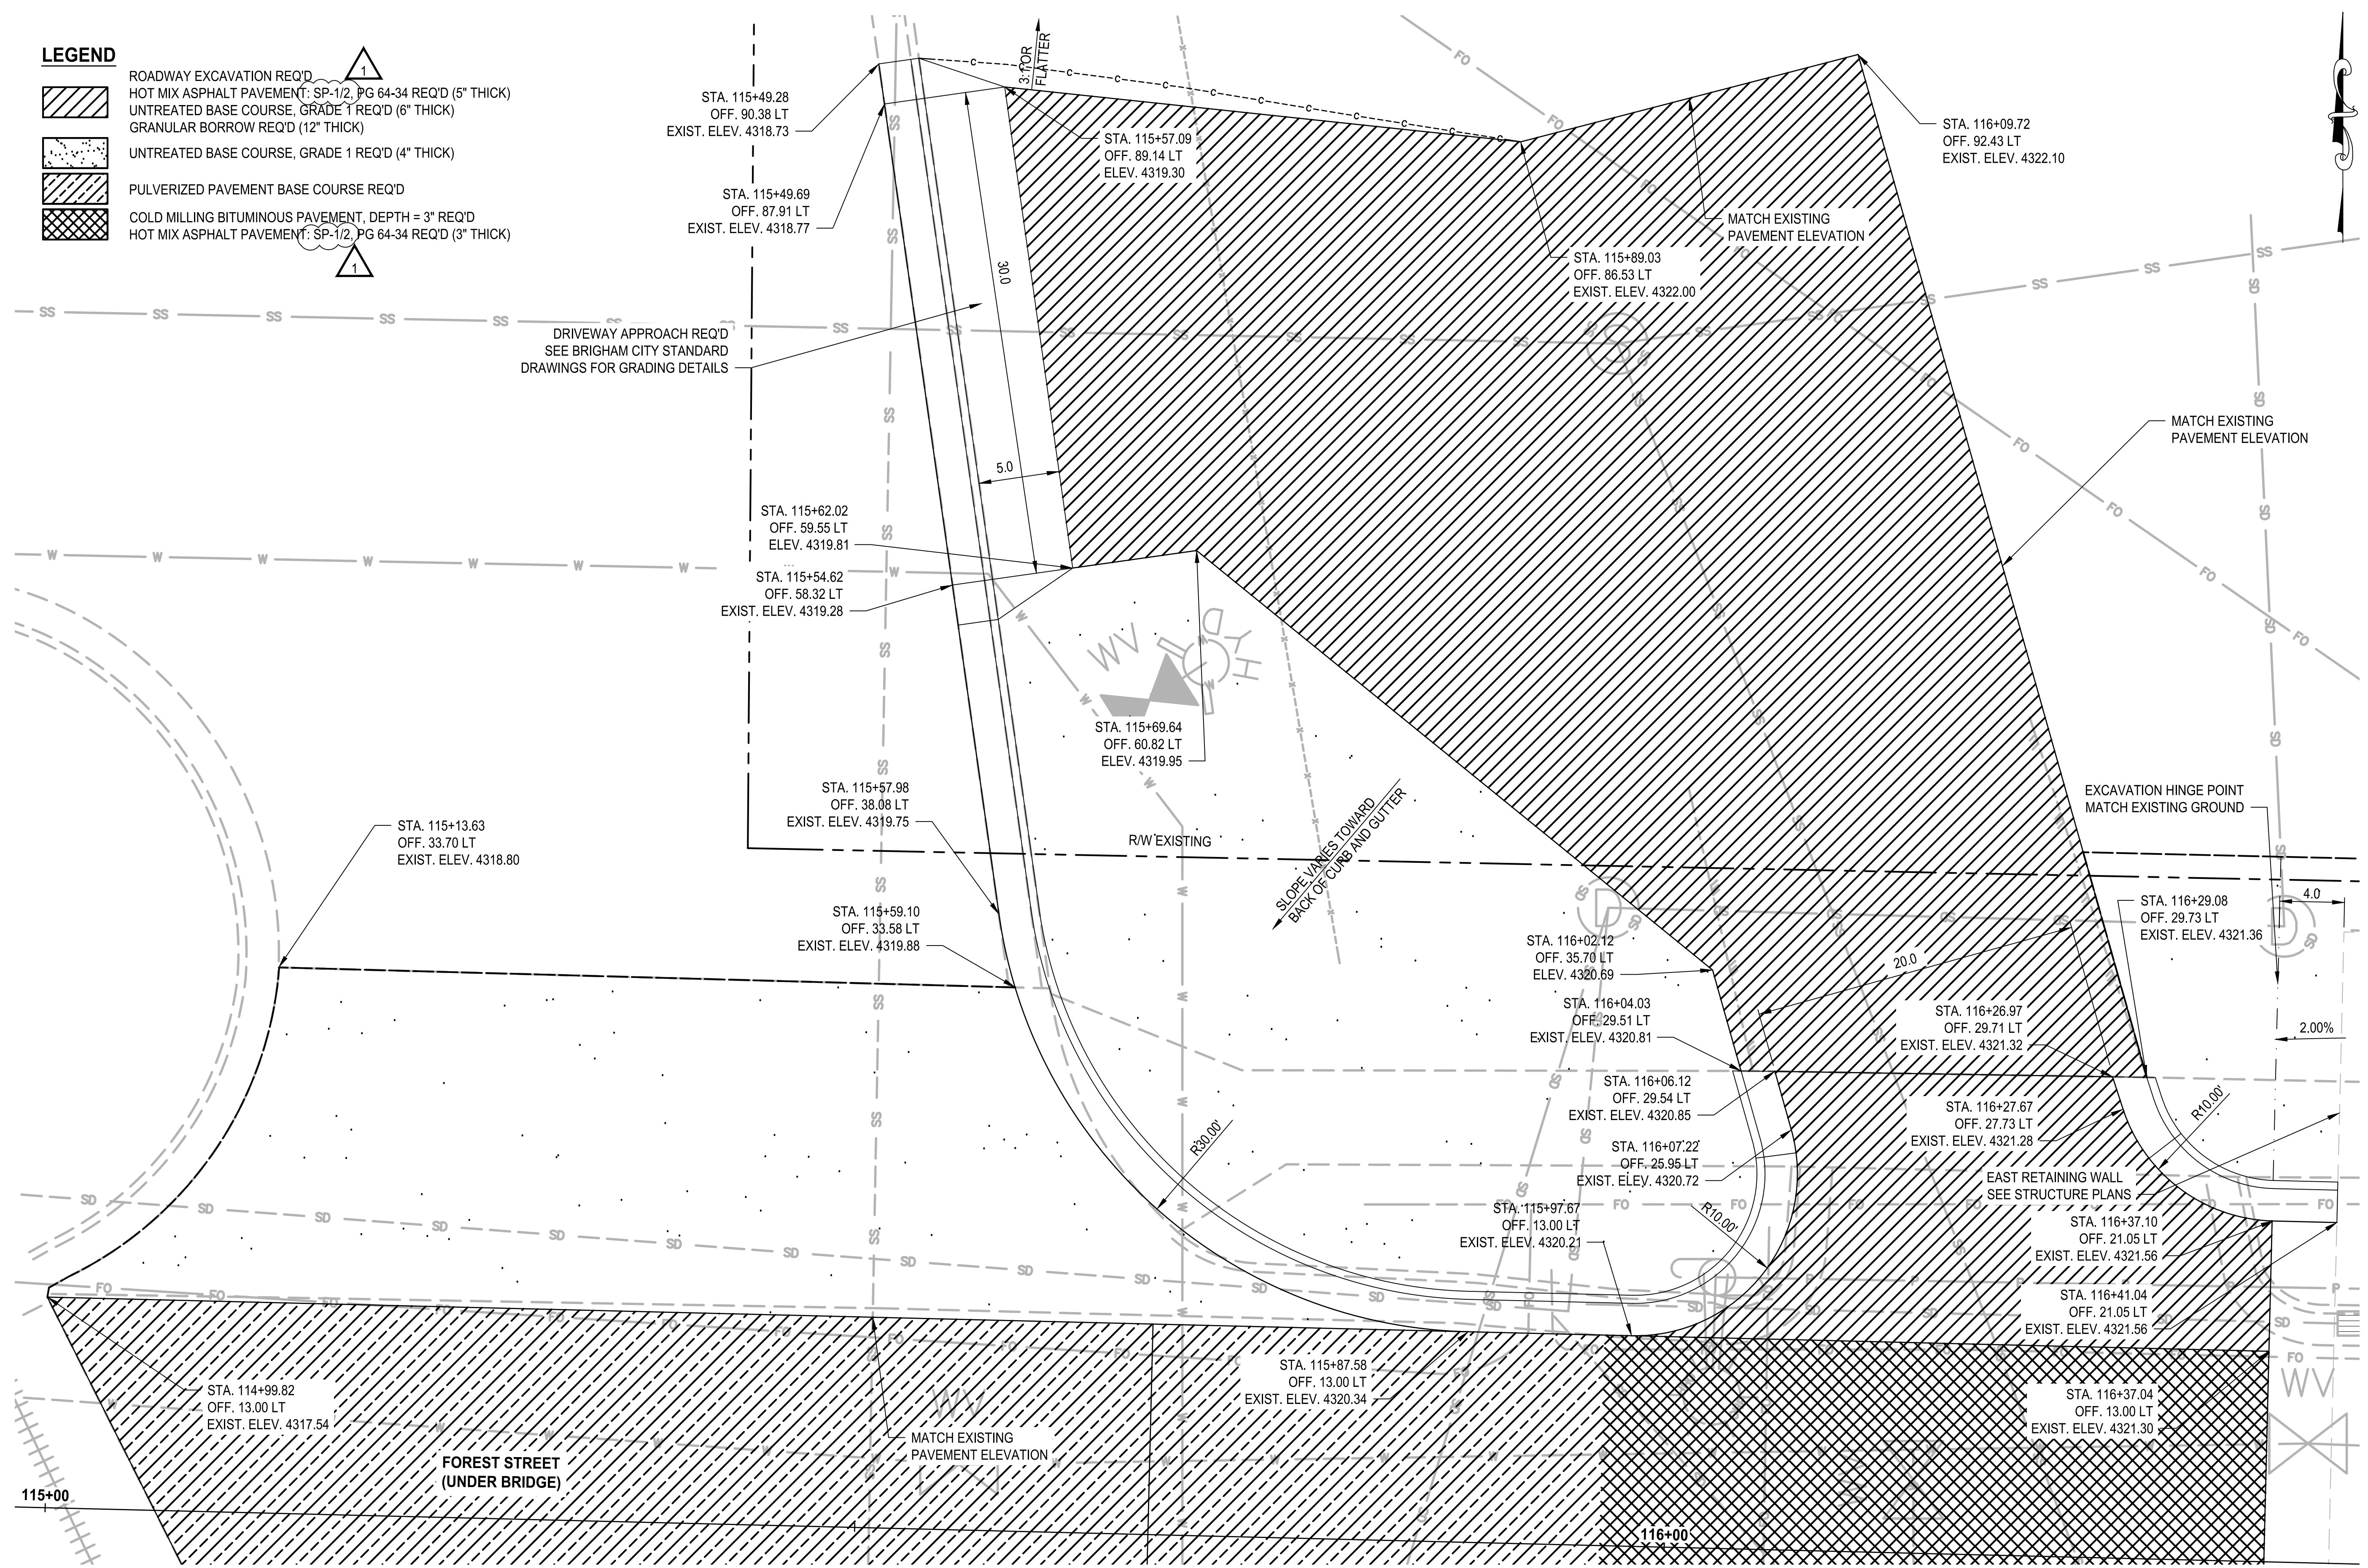 LEGEND
1
ROADWAY EXCAVATION REQ'D
HOT MIX ASPHALT PAVEMENT: SP-1/2, PG 64-34 REQ'D (5" THICK)
UNTREATED BASE COURSE, GRADE 1 REQ'D (6" THICK)
GRANULAR BORROW REQ'D (12" THICK)
UNTREATED BASE COURSE, GRADE 1 REQ'D (4" THICK)
PULVERIZED PAVEMENT BASE COURSE REQ'D
COLD MILLING BITUMINOUS PAVEMENT, DEPTH = 3" REQ'D
HOT MIX ASPHALT PAVEMENT: SP-1/2, PG 64-34 REQ'D (3" THICK)
1
3:1 OR
FLATTER
STA. 115+49.28
OFF. 90.38 LT
EXIST. ELEV. 4318.73
STA. 115+57.09
OFF. 89.14 LT
ELEV. 4319.30
STA. 116+09.72
OFF. 92.43 LT
EXIST. ELEV. 4322.10
STA. 115+49.69
OFF. 87.91 LT
EXIST. ELEV. 4318.77
MATCH EXISTING
PAVEMENT ELEVATION
STA. 115+89.03
OFF. 86.53 LT
EXIST. ELEV. 4322.00
30.0
DRIVEWAY APPROACH REQ'D
SEE BRIGHAM CITY STANDARD
DRAWINGS FOR GRADING DETAILS
MATCH EXISTING
PAVEMENT ELEVATION
5.0
STA. 115+62.02
OFF. 59.55 LT
ELEV. 4319.81
STA. 115+54.62
OFF. 58.32 LT
EXIST. ELEV. 4319.28
WV
HYD
STA. 115+69.64
OFF. 60.82 LT
ELEV. 4319.95
STA. 115+57.98
OFF. 38.08 LT
EXIST. ELEV. 4319.75
EXCAVATION HINGE POINT
MATCH EXISTING GROUND
STA. 115+13.63
OFF. 33.70 LT
EXIST. ELEV. 4318.80
R/W EXISTING
SLOPE VARIES TOWARD
BACK OF CURB AND GUTTER
STA. 115+59.10
OFF. 33.58 LT
EXIST. ELEV. 4319.88
4.0
STA. 116+29.08
OFF. 29.73 LT
EXIST. ELEV. 4321.36
STA. 116+02.12
OFF. 35.70 LT
ELEV. 4320.69
20.0
STA. 116+04.03
OFF. 29.51 LT
EXIST. ELEV. 4320.81
STA. 116+26.97
OFF. 29.71 LT
EXIST. ELEV. 4321.32
2.00%
STA. 116+06.12
OFF. 29.54 LT
EXIST. ELEV. 4320.85
STA. 116+27.67
OFF. 27.73 LT
EXIST. ELEV. 4321.28
R10.00'
R30.00'
STA. 116+07.22
OFF. 25.95 LT
EXIST. ELEV. 4320.72
EAST RETAINING WALL
SEE STRUCTURE PLANS
STA. 115+97.67
OFF. 13.00 LT
EXIST. ELEV. 4320.21
R10.00'
STA. 116+37.10
OFF. 21.05 LT
EXIST. ELEV. 4321.56
STA. 116+41.04
OFF. 21.05 LT
EXIST. ELEV. 4321.56
STA. 115+87.58
OFF. 13.00 LT
EXIST. ELEV. 4320.34
STA. 114+99.82
OFF. 13.00 LT
EXIST. ELEV. 4317.54
WV
WV
STA. 116+37.04
OFF. 13.00 LT
EXIST. ELEV. 4321.30
MATCH EXISTING
PAVEMENT ELEVATION
FOREST STREET
(UNDER BRIDGE)
115+00
116+00